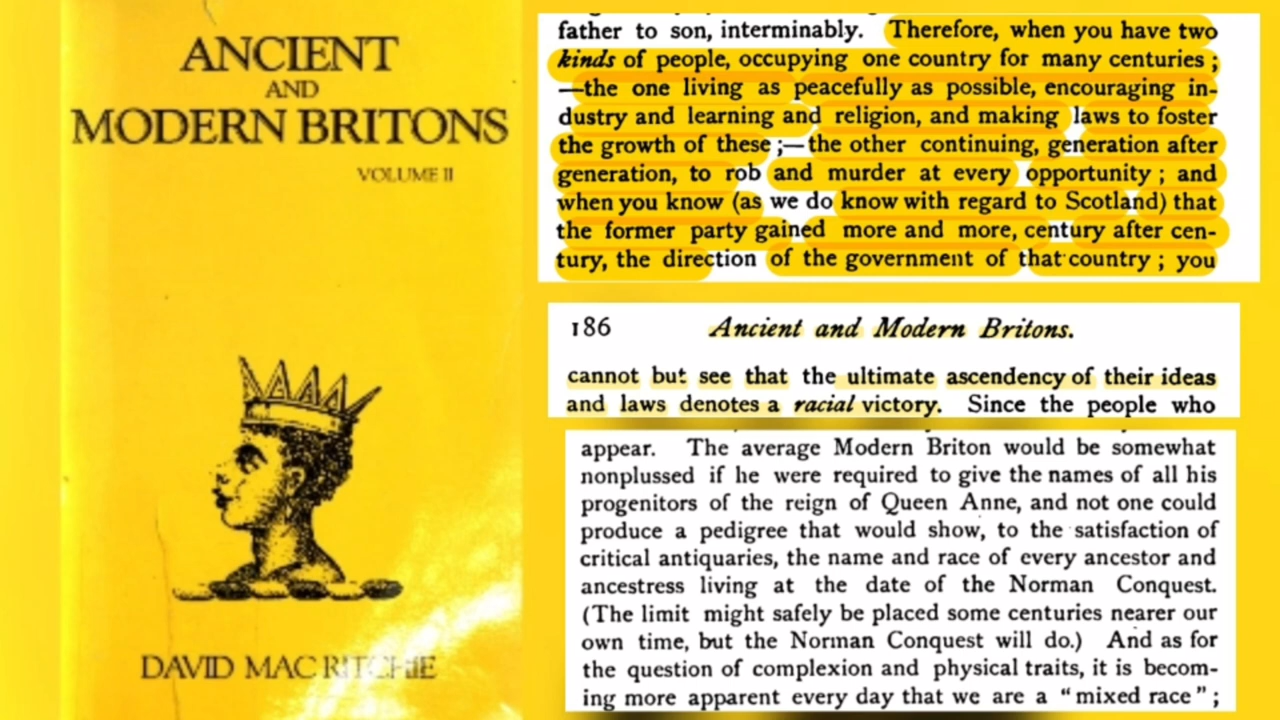 ANCIENT
AND
MODERN BRITONS
VOLUME II
DAVID MAC RITCHIE
father to son, interminably. Therefore, when you have two
kinds of people, occupying one country for many centuries ;
—the one living as peacefully as possible, encouraging in-
dustry and learning and religion, and making laws to foster
the growth of these ;—the other continuing, generation after
generation, to rob and murder at every opportunity ; and
when you know (as we do know with regard to Scotland) that
the former party gained more and more, century after cen-
tury, the direction of the government of that country ; you
186 Ancient and Modern Britons.
cannot but see that the ultimate ascendency of their ideas
and laws denotes a racial victory. Since the people who
appear. The average Modern Briton would be somewhat
nonplussed if he were required to give the names of all his
progenitors of the reign of Queen Anne, and not one could
produce a pedigree that would show, to the satisfaction of
critical antiquaries, the name and race of every ancestor and
ancestress living at the date of the Norman Conquest.
(The limit might safely be placed some centuries nearer our
own time, but the Norman Conquest will do.) And as for
the question of complexion and physical traits, it is becom-
ing more apparent every day that we are a “mixed race” ;